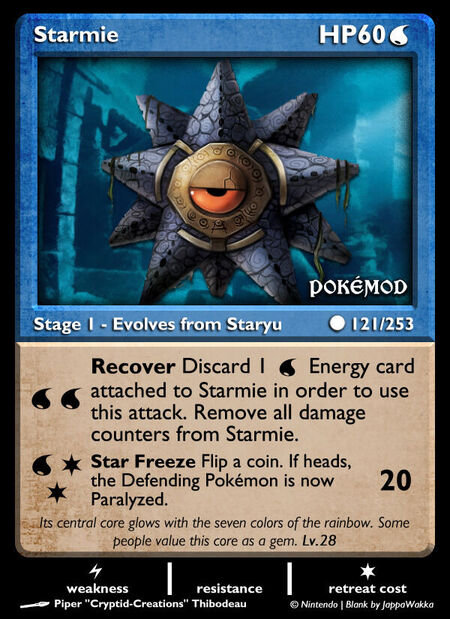 Starmie HP60
POKÉMOD
Stage 1 - Evolves from Staryu 121/253
Recover Discard 1 Energy card
attached to Starmie in order to use
this attack. Remove all damage
counters from Starmie.
Star Freeze Flip a coin. If heads,
the Defending Pokémon is now 20
Paralyzed.
Its central core glows with the seven colors of the rainbow. Some
people value this core as a gem. Lv.28
weakness resistance retreat cost
Piper "Cryptid-Creations" Thibodeau © Nintendo | Blank by JappaWakka